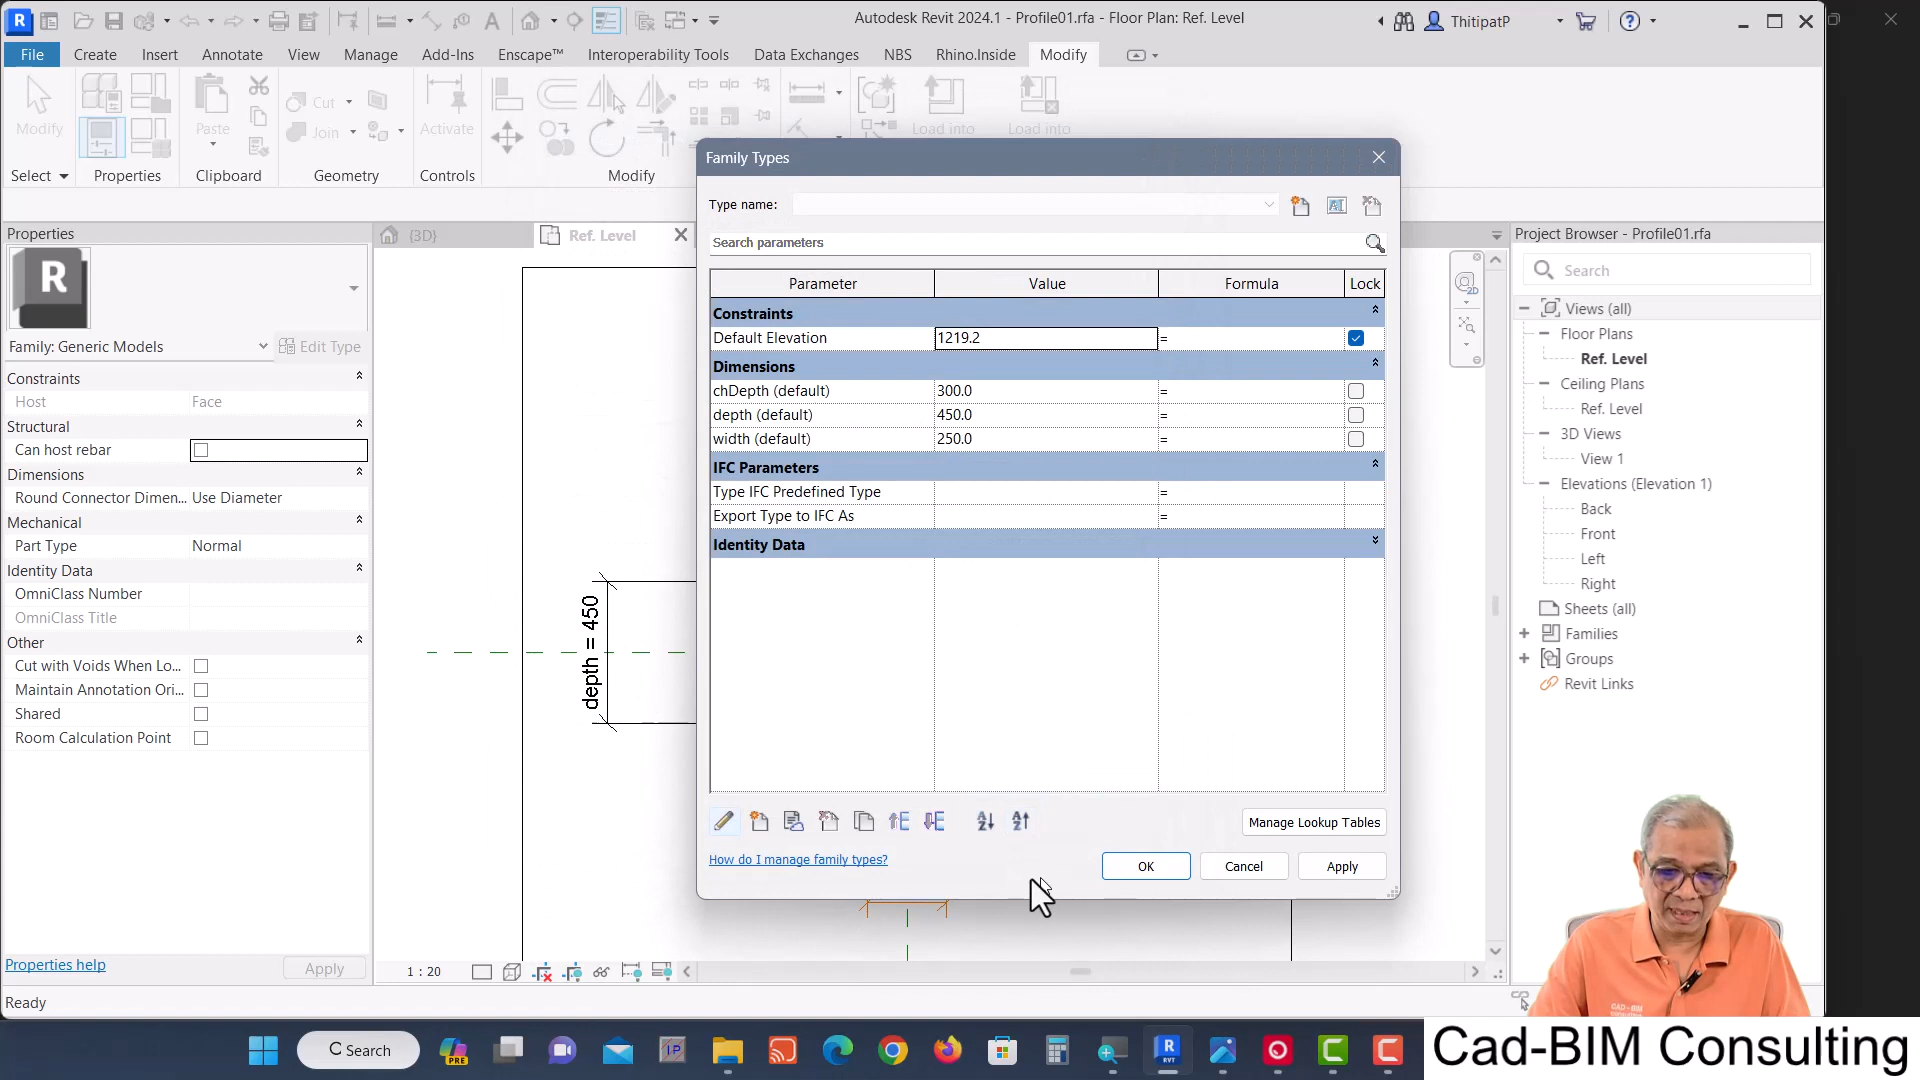 Autodesk Revit 2024.1 - Profile01.rfa - Floor Plan: Ref. Level
ThitipatP
File Create Insert Annotate View Manage Add-Ins Enscape™ Interoperability Tools Data Exchanges NBS Rhino.Inside Modify
Modify
Paste
Cut
Join
Activate
Load into
Load into
Select Properties Clipboard Geometry Controls Modify
Properties
{3D}
Ref. Level
R
Family: Generic Models
Edit Type
Constraints
Host Face
Structural
Can host rebar
Dimensions
Round Connector Dimen... Use Diameter
Mechanical
Part Type Normal
Identity Data
OmniClass Number
OmniClass Title
Other
Cut with Voids When Lo...
Maintain Annotation Ori...
Shared
Room Calculation Point
Properties help
Apply
Ready
depth = 450
1 : 20
Family Types
Type name:
Search parameters
Parameter Value Formula Lock
Constraints
Default Elevation 1219.2 =
Dimensions
chDepth (default) 300.0 =
depth (default) 450.0 =
width (default) 250.0 =
IFC Parameters
Type IFC Predefined Type =
Export Type to IFC As =
Identity Data
Manage Lookup Tables
How do I manage family types?
OK Cancel Apply
2D
Project Browser - Profile01.rfa
Search
Views (all)
Floor Plans
Ref. Level
Ceiling Plans
Ref. Level
3D Views
View 1
Elevations (Elevation 1)
Back
Front
Left
Right
Sheets (all)
Families
Groups
Revit Links
Search
PRE
IP
R
RVT
CAD - BIM
CONSULTING
Cad-BIM Consulting